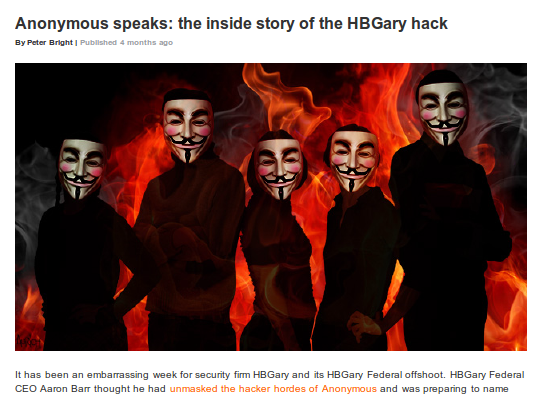 Anonymous speaks: the inside story of the HBGary hack
By Peter Bright | Published 4 months ago
It has been an embarrassing week for security firm HBGary and its HBGary Federal offshoot. HBGary Federal
CEO Aaron Barr thought he had unmasked the hacker hordes of Anonymous and was preparing to name